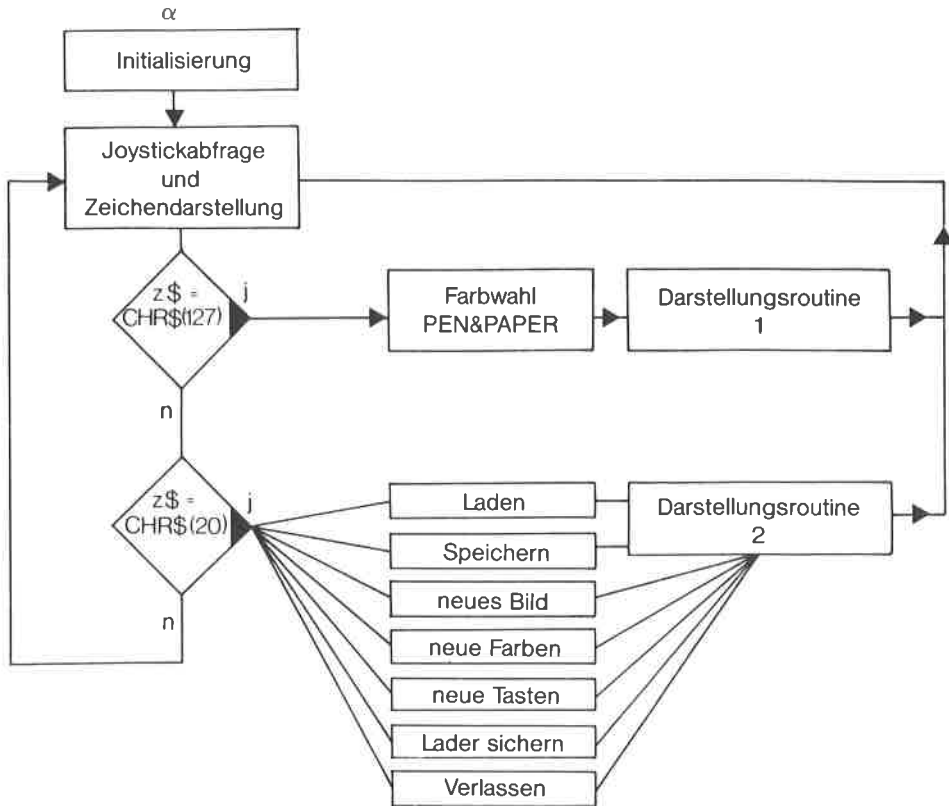 α
Initialisierung
Joystickabfrage
und
Zeichendarstellung
z$ =
CHR$(127)
j
Farbwahl
PEN&PAPER
Darstellungsroutine
1
n
z$ =
CHR$(20)
j
Laden
Speichern
neues Bild
neue Farben
neue Tasten
Lader sichern
Verlassen
Darstellungsroutine
2
n